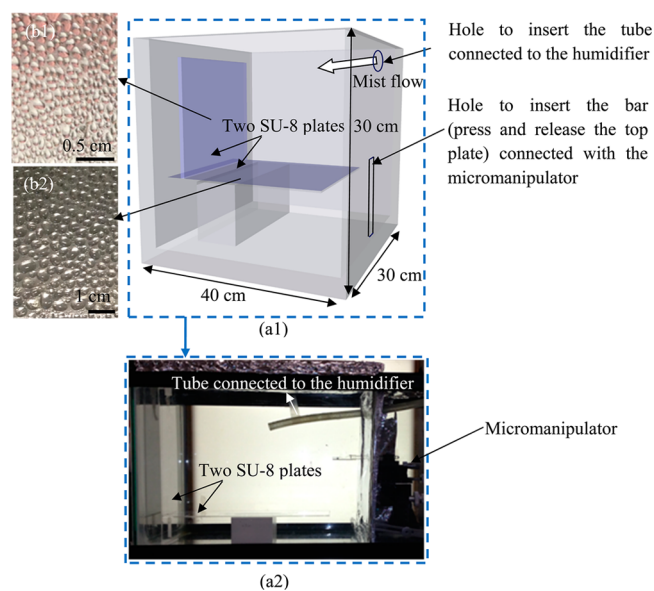 (b1)
0.5 cm
(b2)
1 cm
Mist flow
Two SU-8 plates
30 cm
30 cm
40 cm
(a1)
Hole to insert the tube
connected to the humidifier
Hole to insert the bar
(press and release the top
plate) connected with the
micromanipulator
Tube connected to the humidifier
Two SU-8 plates
Micromanipulator
(a2)